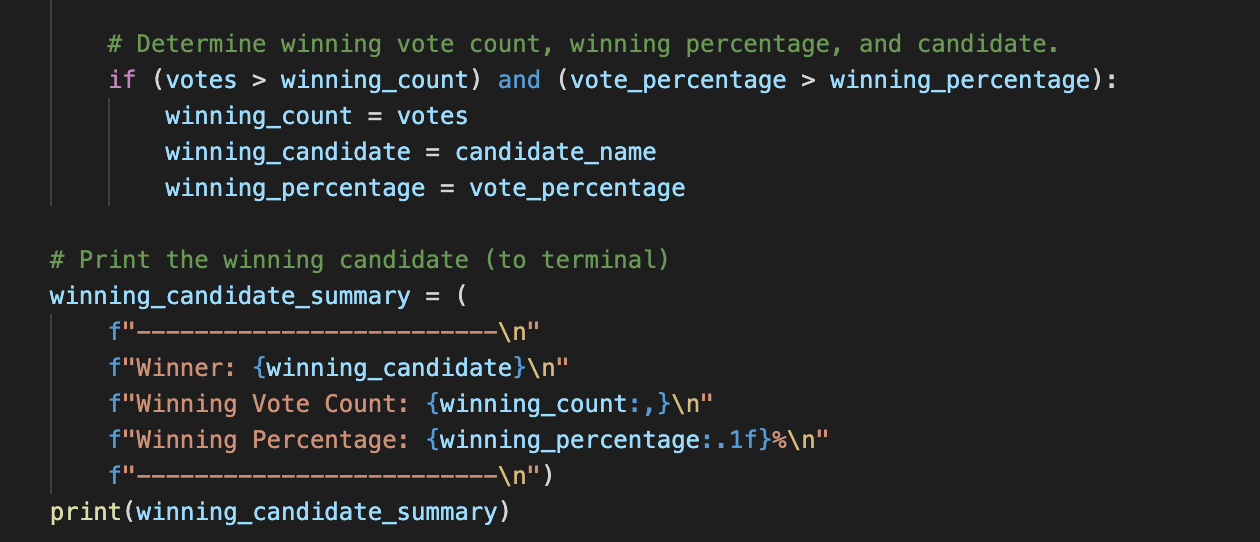 # Determine winning vote count, winning percentage, and candidate.
if (votes > winning_count) and (vote_percentage > winning_percentage):
winning_count = votes
winning_candidate = candidate_name
winning_percentage = vote_percentage
# Print the winning candidate (to terminal)
winning_candidate_summary = (
f"-------------------------\n"
f"Winner: {winning_candidate}\n"
f"Winning Vote Count: {winning_count:,}\n"
f"Winning Percentage: {winning_percentage:.1f}%\n"
f"-------------------------\n")
print(winning_candidate_summary)